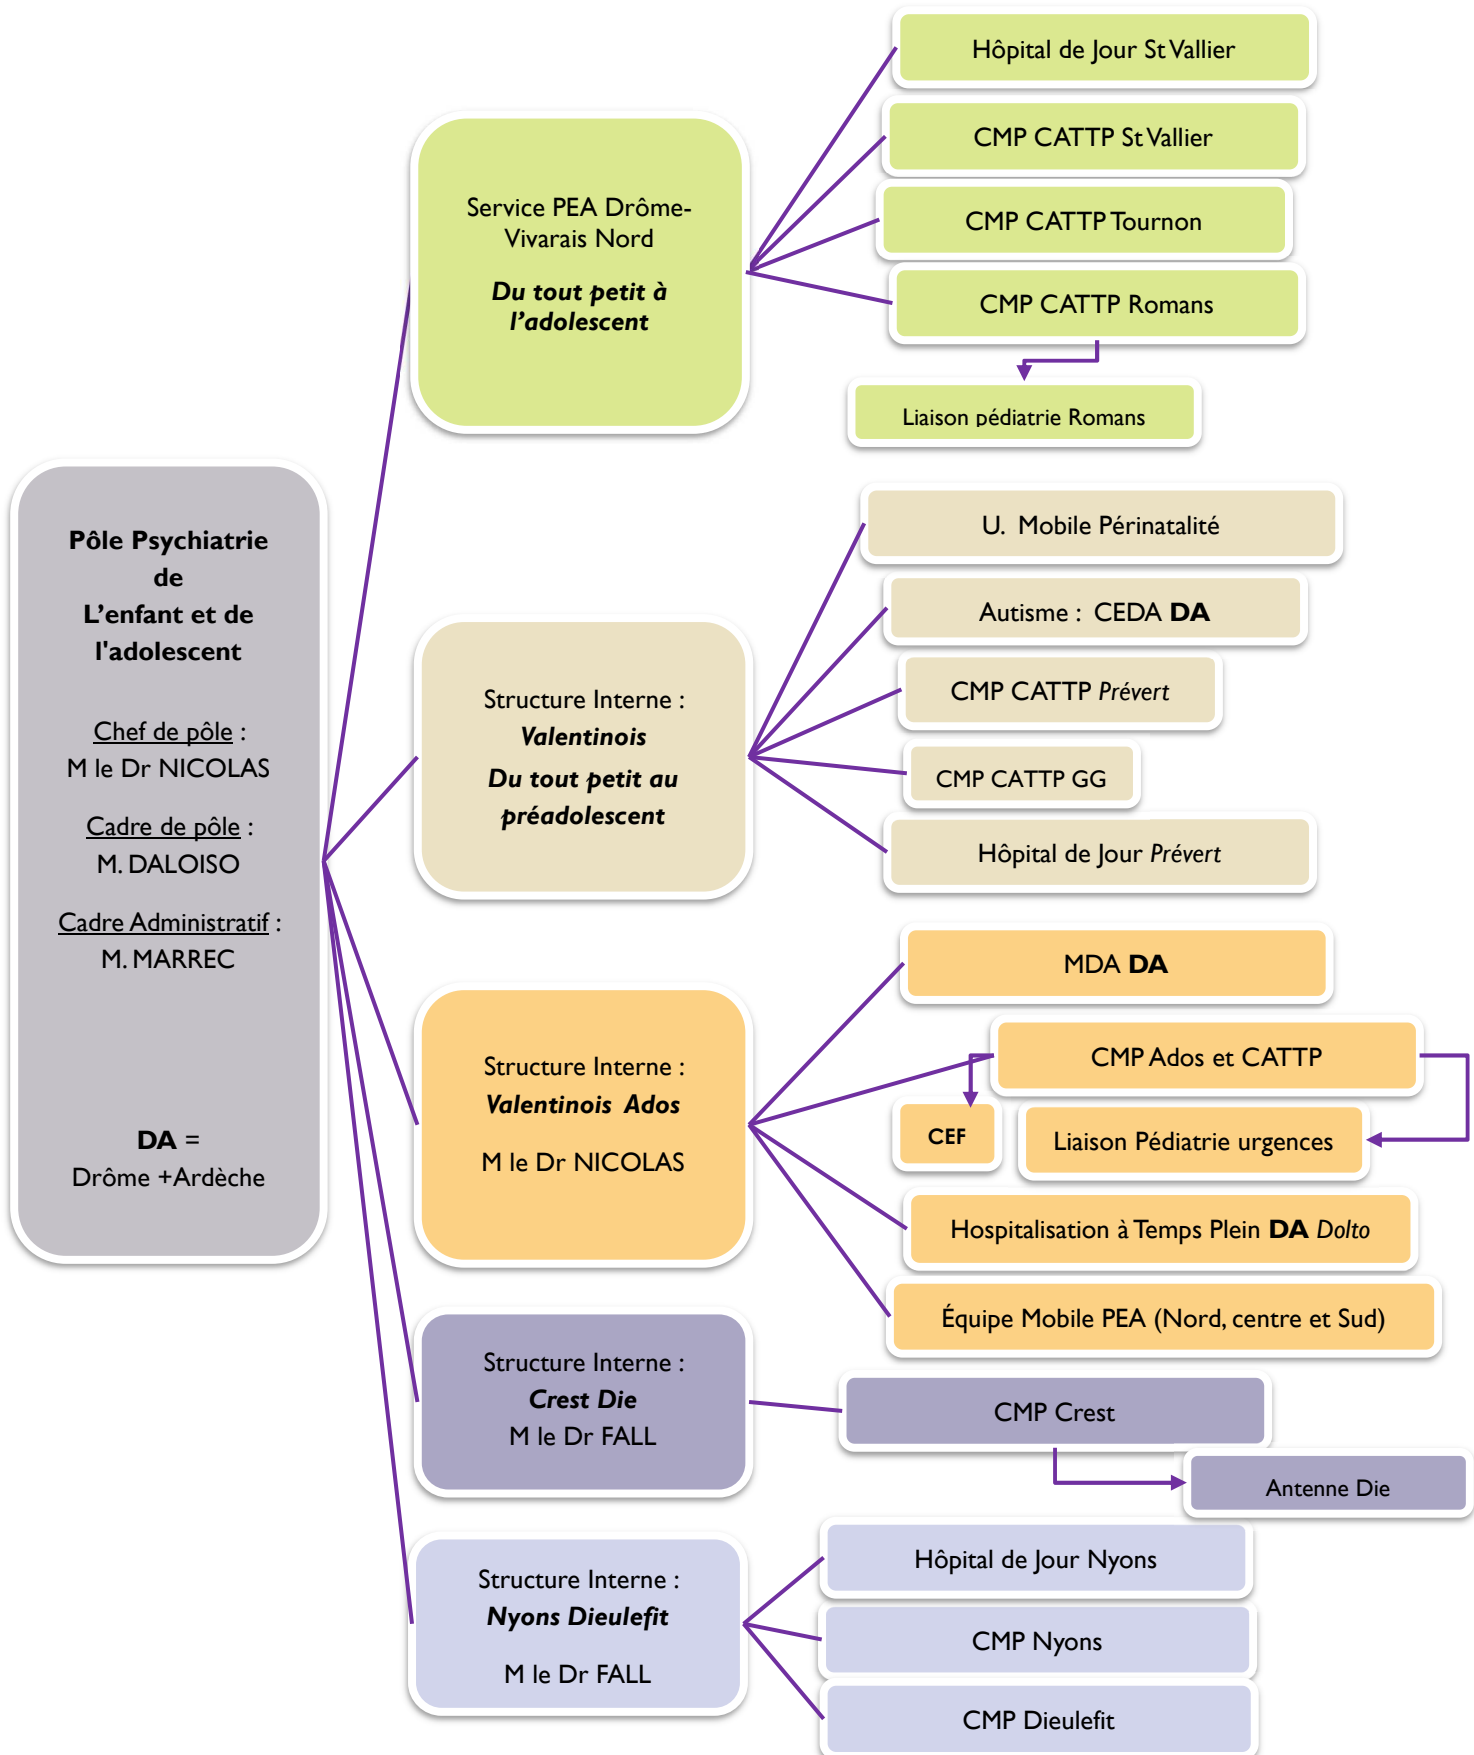 Pôle Psychiatrie
de
L’enfant et de
l'adolescent
Chef de pôle :
M le Dr NICOLAS
Cadre de pôle :
M. DALOISO
Cadre Administratif :
M. MARREC
DA =
Drôme +Ardèche
Service PEA Drôme-
Vivarais Nord
Du tout petit à
l’adolescent
Hôpital de Jour St Vallier
CMP CATTP St Vallier
CMP CATTP Tournon
CMP CATTP Romans
Liaison pédiatrie Romans
Structure Interne :
Valentinois
Du tout petit au
préadolescent
U. Mobile Périnatalité
Autisme : CEDA DA
CMP CATTP Prévert
CMP CATTP GG
Hôpital de Jour Prévert
Structure Interne :
Valentinois Ados
M le Dr NICOLAS
MDA DA
CMP Ados et CATTP
CEF
Liaison Pédiatrie urgences
Hospitalisation à Temps Plein DA Dolto
Équipe Mobile PEA (Nord, centre et Sud)
Structure Interne :
Crest Die
M le Dr FALL
CMP Crest
Antenne Die
Structure Interne :
Nyons Dieulefit
M le Dr FALL
Hôpital de Jour Nyons
CMP Nyons
CMP Dieulefit